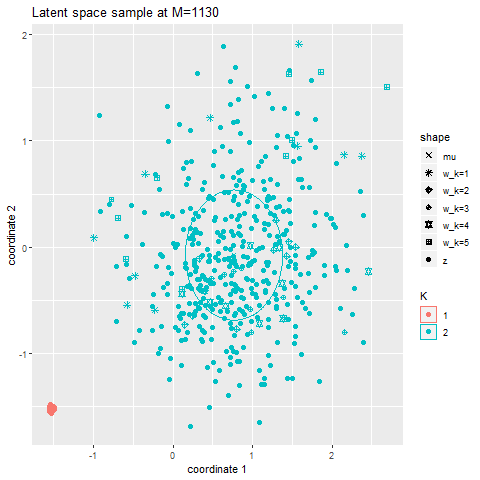 Latent space sample at M=1130
2
1
0
-1
coordinate 2
-1
0
1
2
coordinate 1
shape
mu
w_k=1
w_k=2
w_k=3
w_k=4
w_k=5
z
K
1
2